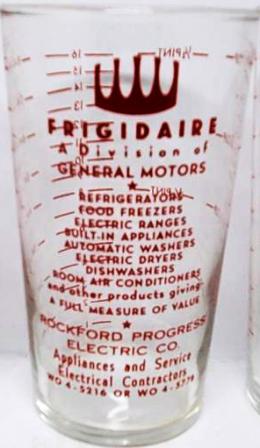 FRIGIDAIRE
A Division of
GENERAL MOTORS
REFRIGERATORS
FOOD FREEZERS
ELECTRIC RANGES
BUILT-IN APPLIANCES
AUTOMATIC WASHERS
ELECTRIC DRYERS
DISHWASHERS
ROOM AIR CONDITIONERS
and other products giving
A FULL MEASURE OF VALUE
ROCKFORD PROGRESS
ELECTRIC CO.
Appliances and Service
Electrical Contractors
WO 4-5216 OR WO 4-5776